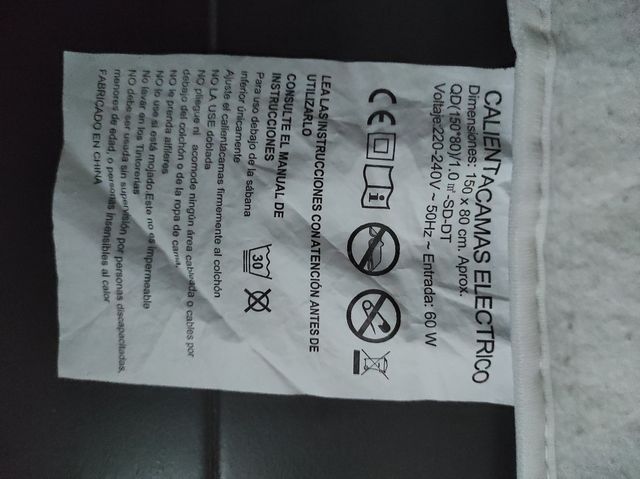 CALIENTACAMAS ELECTRICO
Dimensiones: 150 x 80 cm. Aprox.
QD/(150*80)/1.0 ㎡-SD-DT
Voltaje:220-240V ~ 50Hz ~ Entrada: 60 W
CE
LEA LAS INSTRUCCIONES CON ATENCIÓN ANTES DE
UTILIZARLO
CONSULTE EL MANUAL DE
INSTRUCCIONES
30
Para uso debajo de la sábana
inferior únicamente
Ajuste el calientacamas firmemente al colchón
NO LA USE doblada
NO pliegue ni acomode ningún área cableada o cables por
debajo del colchón o de la ropa de cama.
NO le prenda alfileres
NO lo use si está mojado Este no es impermeable
No lavar en los Tintorerías
NO debe ser usada sin supervisión por personas discapacitadas,
menores de edad, o personas insensibles al calor
FABRICADO EN CHINA